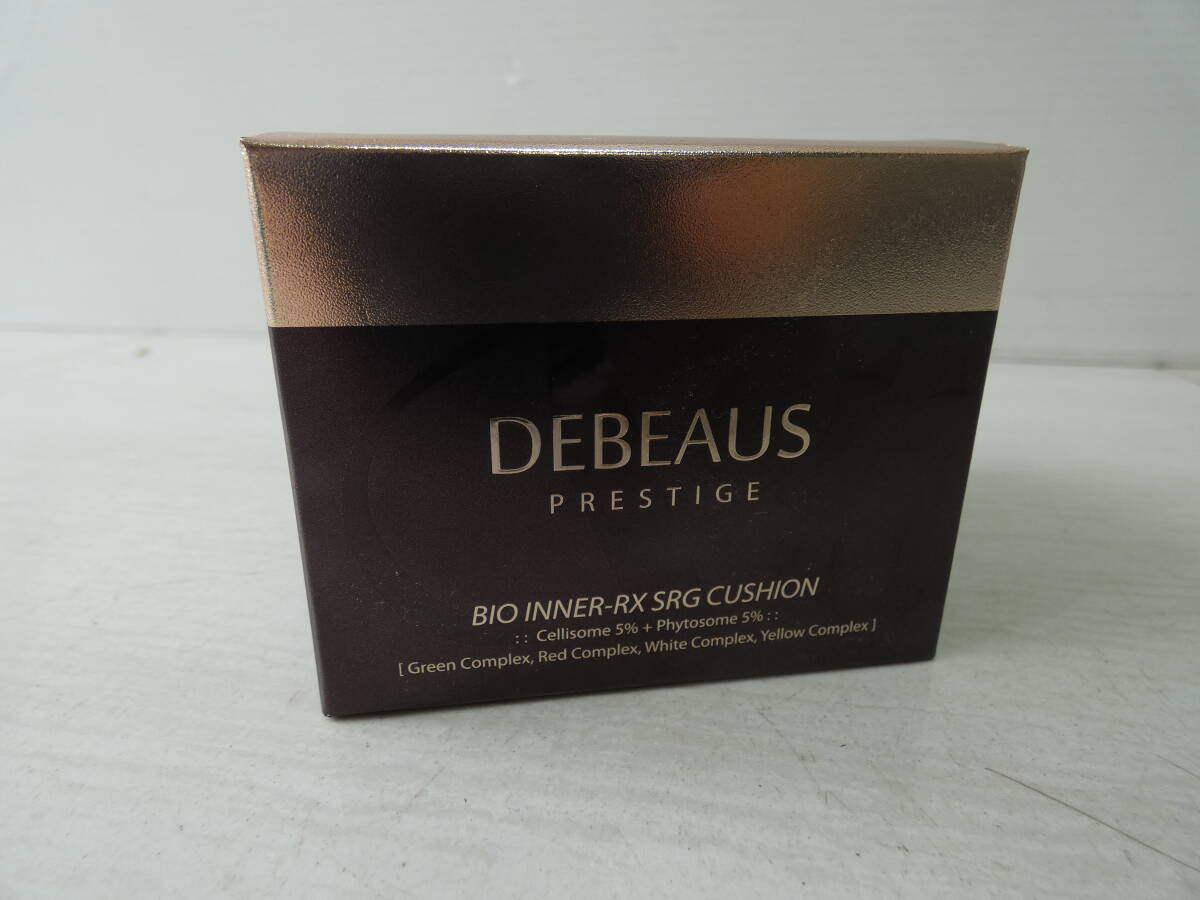 DEBEAUS
PRESTIGE
BIO INNER-RX SRG CUSHION
:: Cellisome 5% + Phytosome 5% ::
[ Green Complex, Red Complex, White Complex, Yellow Complex ]